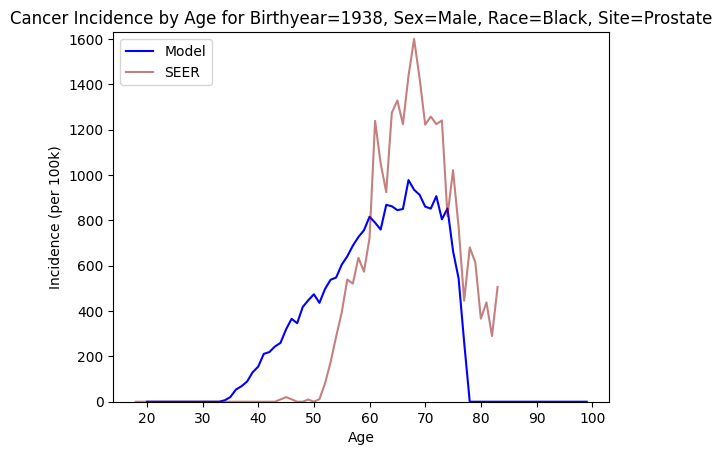 Cancer Incidence by Age for Birthyear=1938, Sex=Male, Race=Black, Site=Prostate
Model
SEER
Incidence (per 100k)
1600
1400
1200
1000
800
600
400
200
0
20 30 40 50 60 70 80 90 100
Age